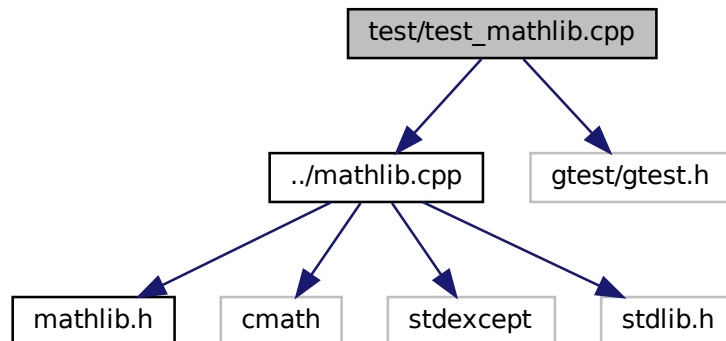 test/test_mathlib.cpp
../mathlib.cpp
gtest/gtest.h
mathlib.h
cmath
stdexcept
stdlib.h